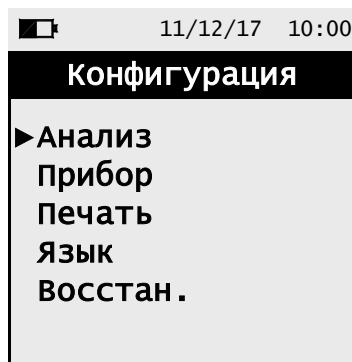 11/12/17 10:00
Конфигурация
Анализ
Прибор
Печать
Язык
Восстан.